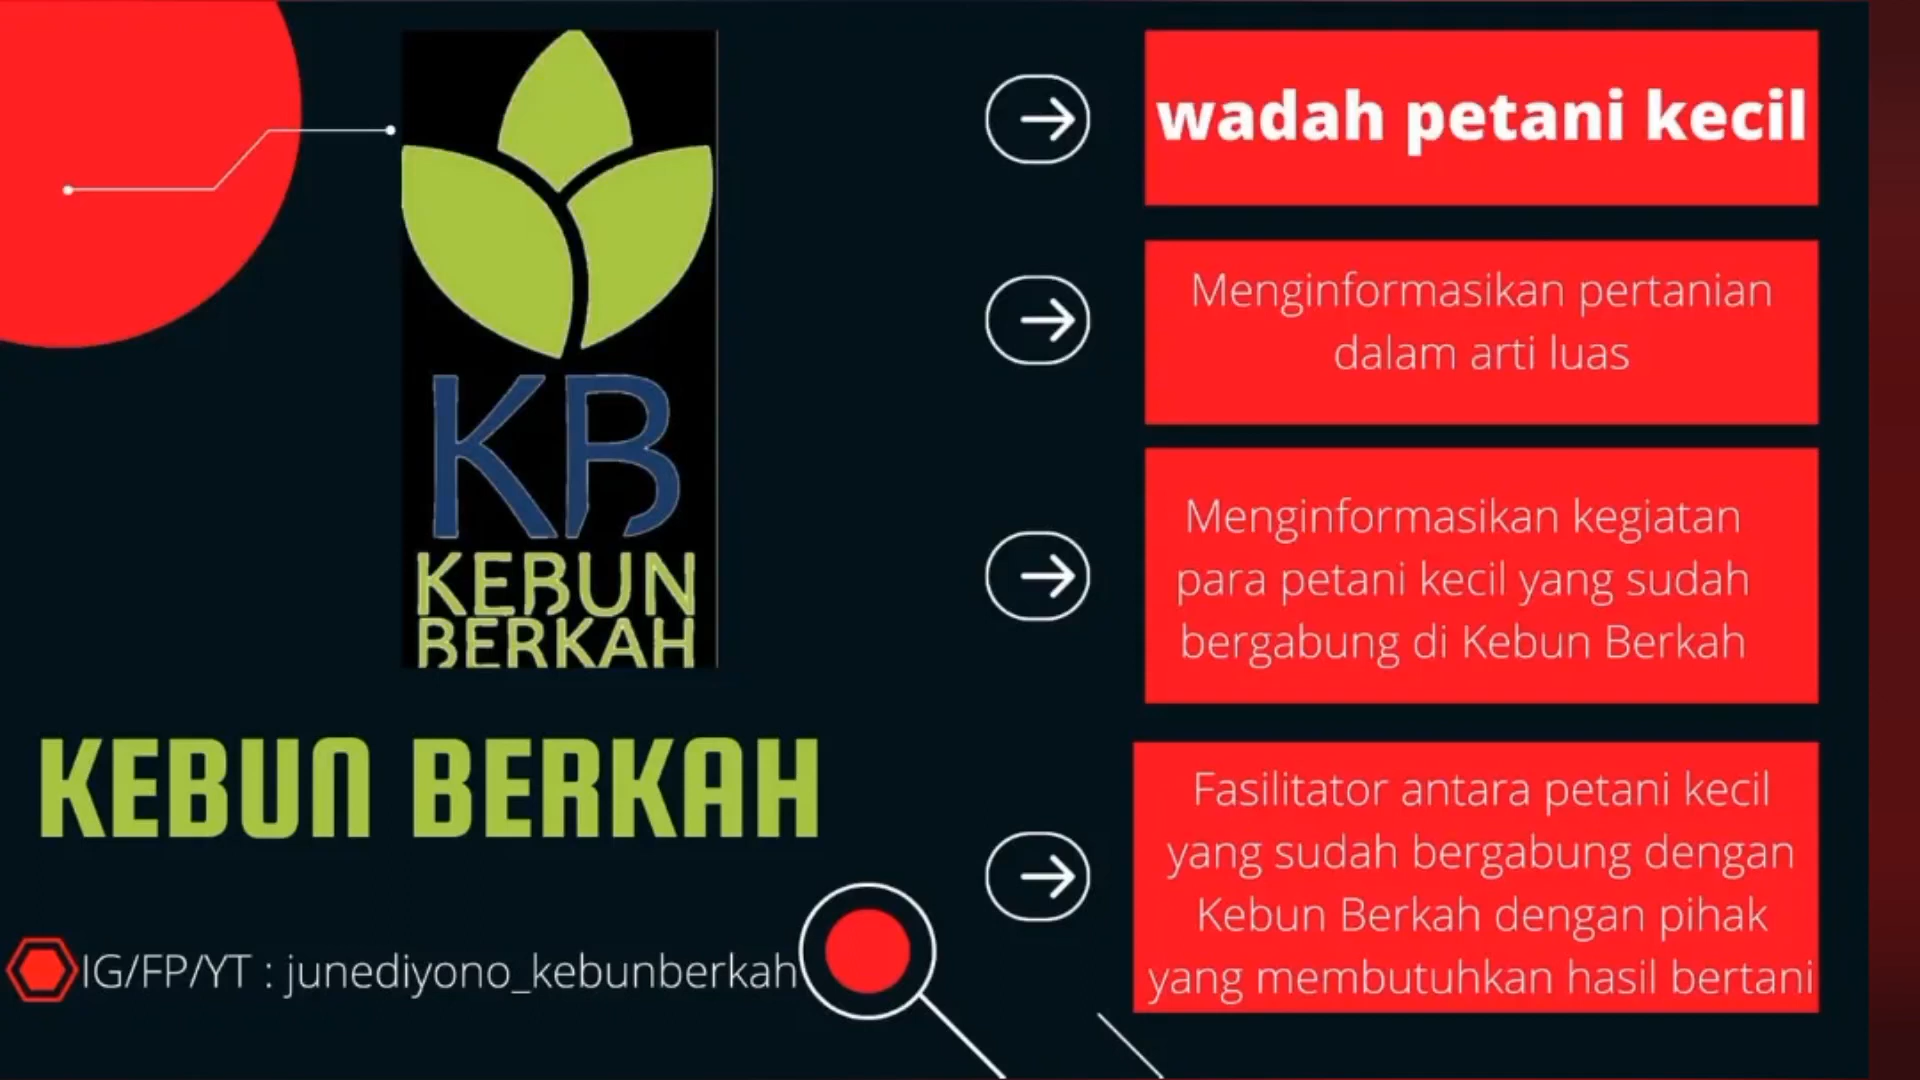 KB
KEBUN
BERKAH
KEBUN BERKAH
IG/FP/YT : junediyono_kebunberkah
wadah petani kecil
Menginformasikan pertanian
dalam arti luas
Menginformasikan kegiatan
para petani kecil yang sudah
bergabung di Kebun Berkah
Fasilitator antara petani kecil
yang sudah bergabung dengan
Kebun Berkah dengan pihak
yang membutuhkan hasil bertani